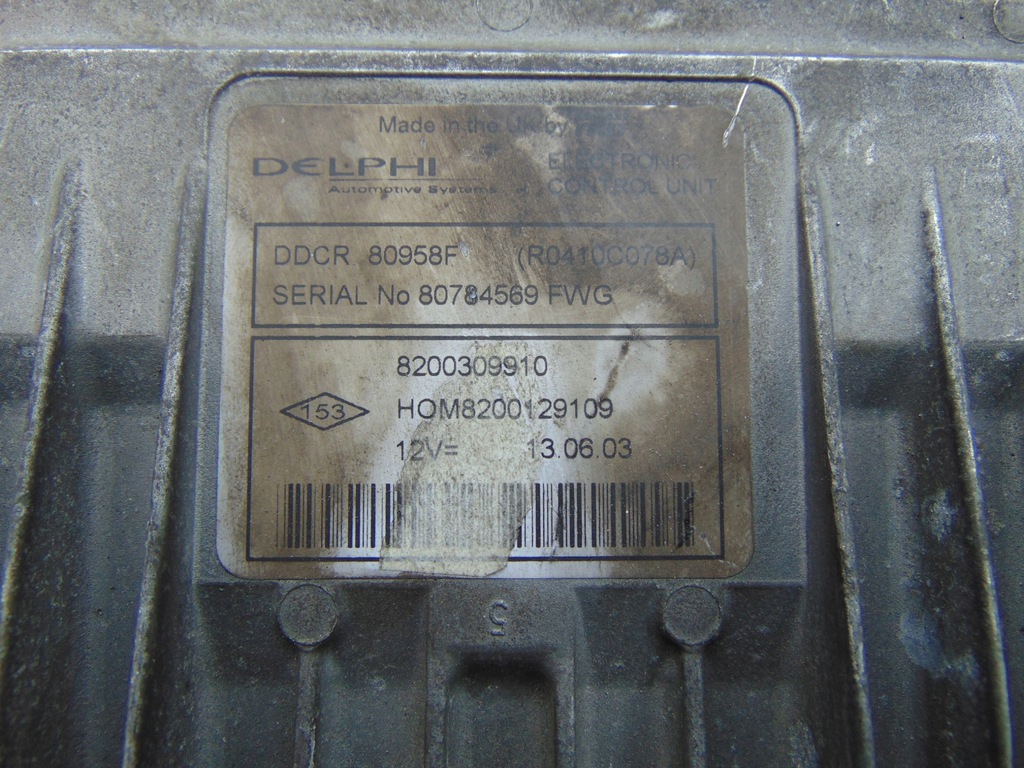 Made in the UK by
DELPHI
Automotive Systems
ELECTRONIC
CONTROL UNIT
DDCR 80958F (R0410C078A)
SERIAL No 80784569 FWG
8200309910
153
HOM8200129109
12V= 13.06.03
5